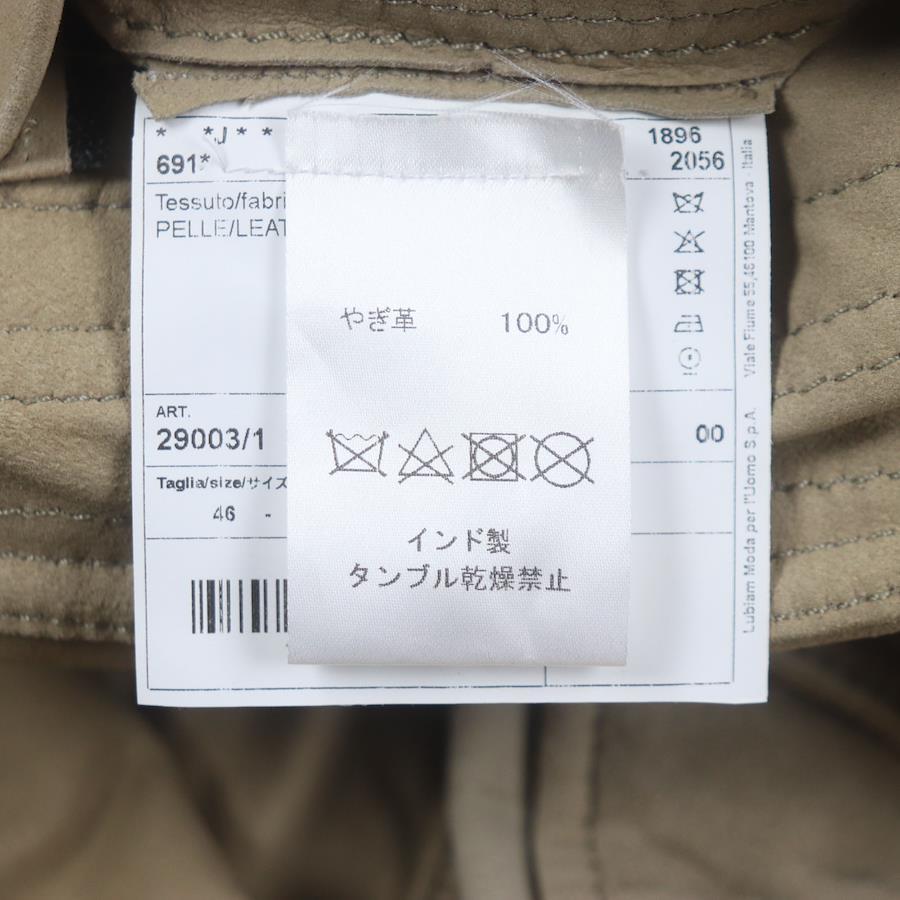 * *J * *
1896
691*
2056
Tessuto/fabri
PELLE/LEAT
やぎ革 100%
ART.
29003/1
00
Taglia/size/サイズ
46 -
インド製
タンブル乾燥禁止
Lubiam Moda per l'Uomo S.p.A. Viale Fiume 55,46100 Mantova - Italia